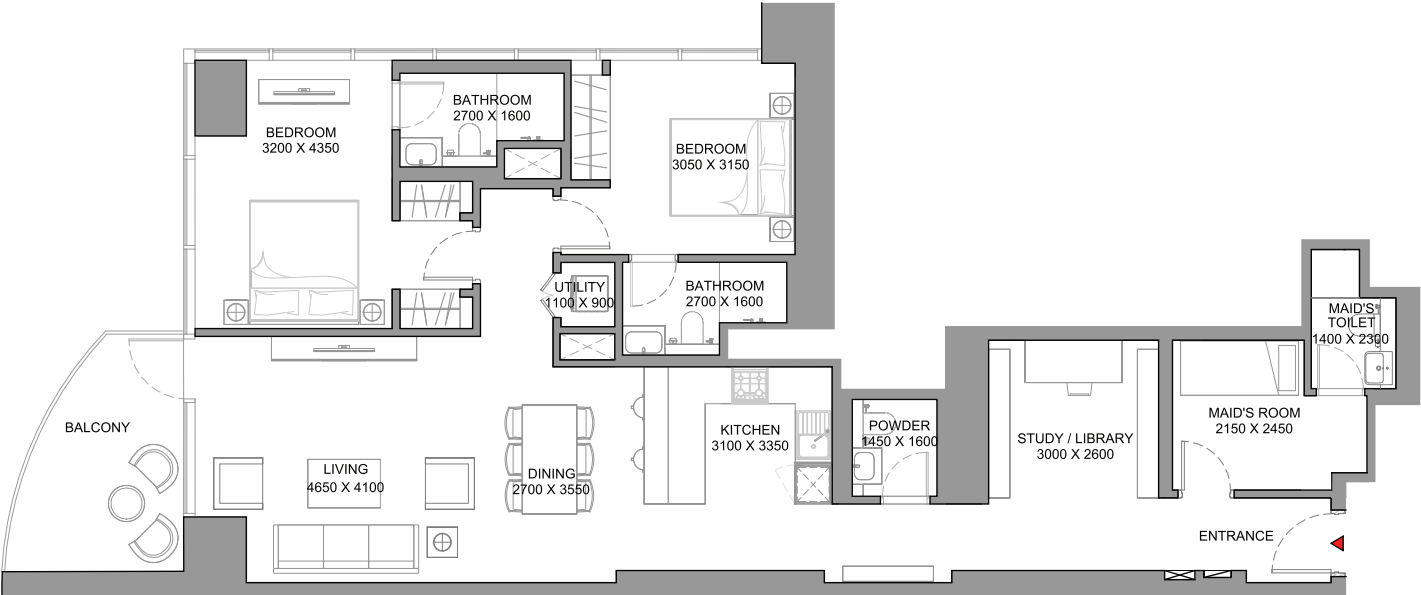 BATHROOM
2700 X 1600
BEDROOM
3200 X 4350
BEDROOM
3050 X 3150
UTILITY
1100 X 900
BATHROOM
2700 X 1600
MAID'S
TOILET
1400 X 2300
BALCONY
LIVING
4650 X 4100
DINING
2700 X 3550
KITCHEN
3100 X 3350
POWDER
1450 X 1600
STUDY / LIBRARY
3000 X 2600
MAID'S ROOM
2150 X 2450
ENTRANCE